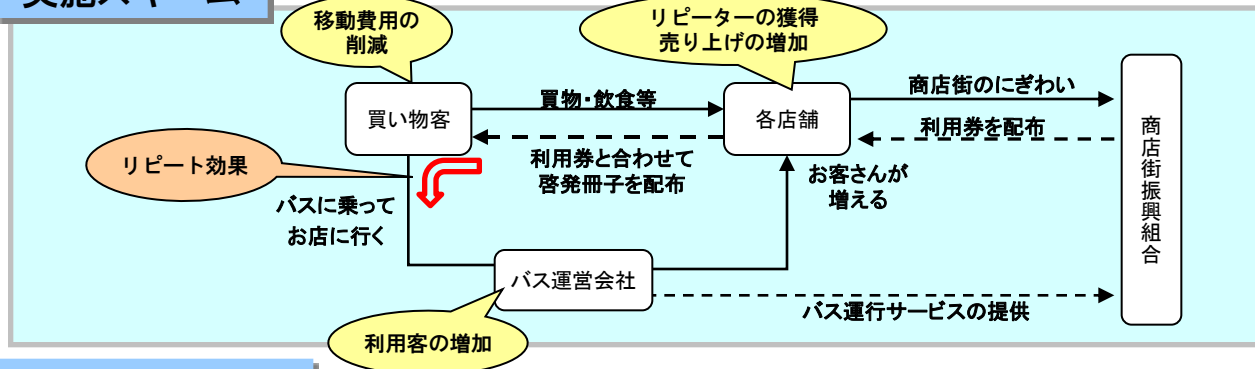 実施スキーム
移動費用の
削減
リピーターの獲得
売り上げの増加
買い物客
買物・飲食等
各店舗
商店街のにぎわい
利用券を配布
商店街振興組合
利用券と合わせて
啓発冊子を配布
リピート効果
お客さんが
増える
バスに乗って
お店に行く
バス運営会社
バス運行サービスの提供
利用客の増加